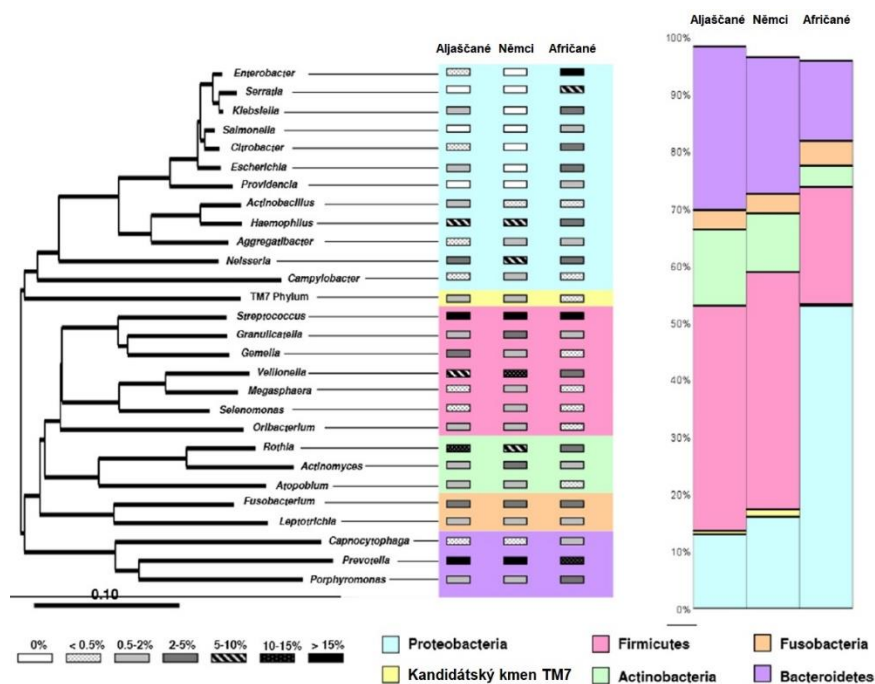 Aljaščané Němci Afričané
Enterobacter
Serratia
Klebsiella
Salmonella
Citrobacter
Escherichia
Providencia
Actinobacillus
Haemophilus
Aggregatibacter
Neisseria
Campylobacter
TM7 Phylum
Streptococcus
Granulicatella
Gemella
Veillonella
Megasphaera
Selenomonas
Oribacterium
Rothia
Actinomyces
Atopobium
Fusobacterium
Leptotrichia
Capnocytophaga
Prevotella
Porphyromonas
0.10
0% < 0.5% 0.5-2% 2-5% 5-10% 10-15% > 15%
Aljaščané Němci Afričané
100%
90%
80%
70%
60%
50%
40%
30%
20%
10%
0%
Proteobacteria Firmicutes Fusobacteria
Kandidátský kmen TM7 Actinobacteria Bacteroidetes